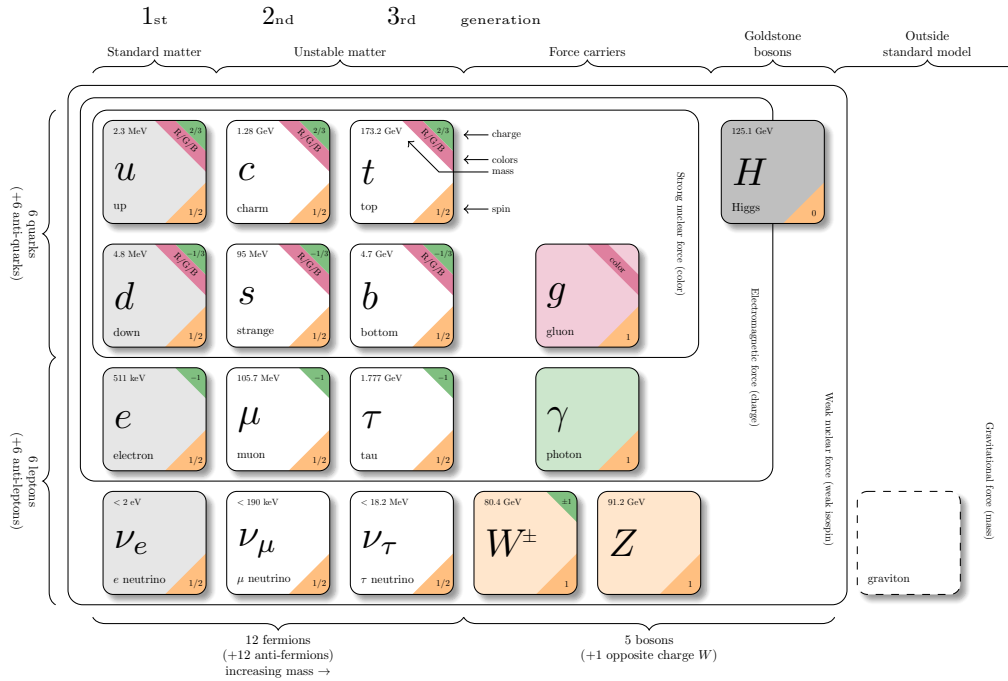 1st 2nd 3rd generation
Standard matter Unstable matter Force carriers Goldstone bosons Outside standard model
6 quarks
(+6 anti-quarks)
6 leptons
(+6 anti-leptons)
2.3 MeV 2/3 R/G/B
u
up 1/2
1.28 GeV 2/3 R/G/B
c
charm 1/2
173.2 GeV 2/3 R/G/B
t
top 1/2
charge
colors
mass
spin
125.1 GeV
H
Higgs 0
4.8 MeV −1/3 R/G/B
d
down 1/2
95 MeV −1/3 R/G/B
s
strange 1/2
4.7 GeV −1/3 R/G/B
b
bottom 1/2
color
g
gluon 1
511 keV −1
e
electron 1/2
105.7 MeV −1
μ
muon 1/2
1.777 GeV −1
τ
tau 1/2
γ
photon 1
< 2 eV
νe
e neutrino 1/2
< 190 keV
νμ
μ neutrino 1/2
< 18.2 MeV
ντ
τ neutrino 1/2
80.4 GeV ±1
W±
1
91.2 GeV
Z
1
graviton
Strong nuclear force (color)
Electromagnetic force (charge)
Weak nuclear force (weak isospin)
Gravitational force (mass)
12 fermions
(+12 anti-fermions)
increasing mass →
5 bosons
(+1 opposite charge W)